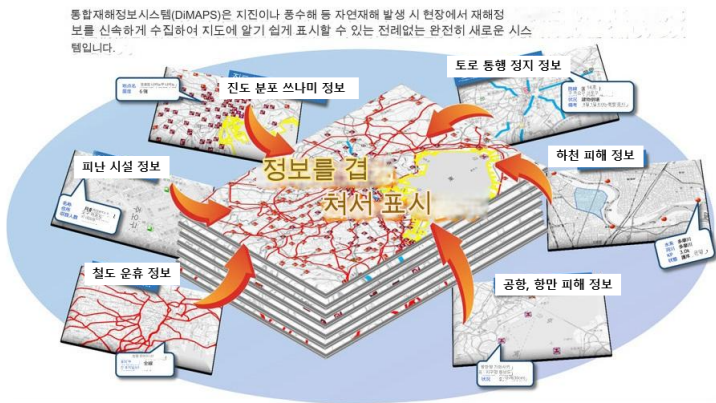 통합재해정보시스템(DiMAPS)은 지진이나 풍수해 등 자연재해 발생 시 현장에서 재해정
보를 신속하게 수집하여 지도에 알기 쉽게 표시할 수 있는 전례없는 완전히 새로운 시스
템입니다.
진도 분포 쓰나미 정보
토로 통행 정지 정보
피난 시설 정보
하천 피해 정보
정보를 겹
쳐서 표시
철도 운휴 정보
공항, 항만 피해 정보